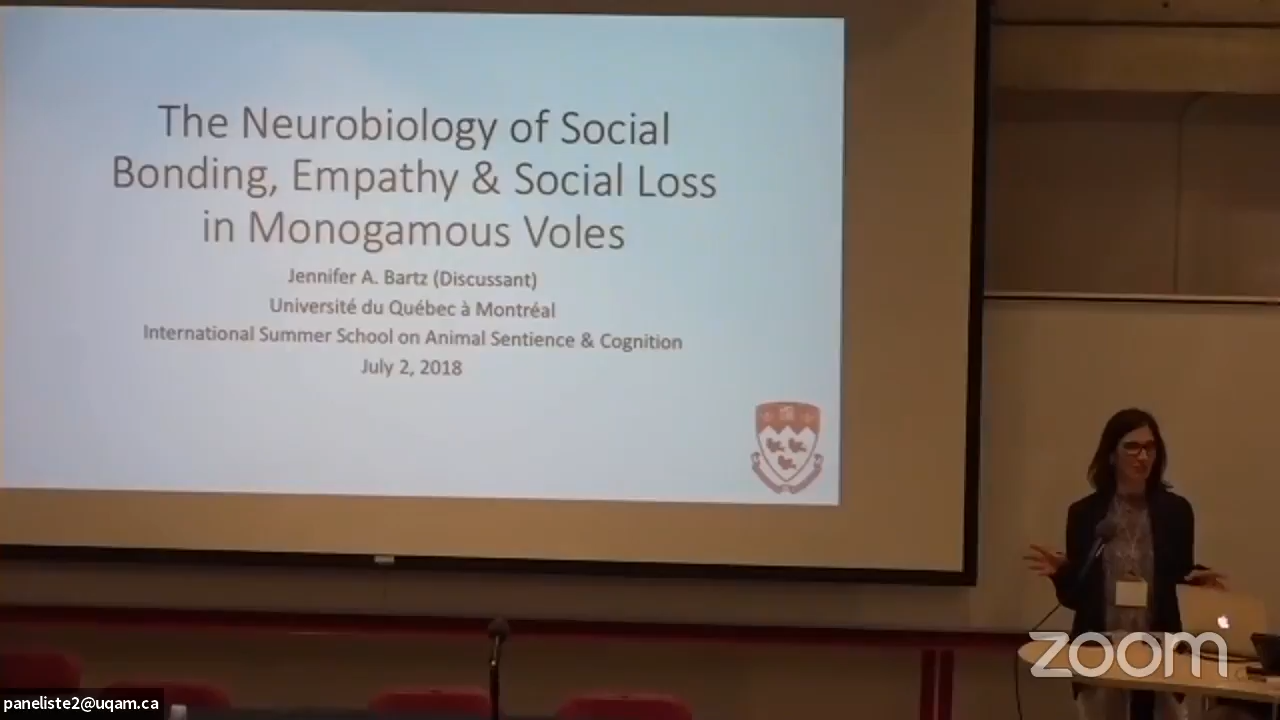 The Neurobiology of Social
Bonding, Empathy & Social Loss
in Monogamous Voles
Jennifer A. Bartz (Discussant)
Université du Québec à Montréal
International Summer School on Animal Sentience & Cognition
July 2, 2018
zoom
paneliste2@uqam.ca